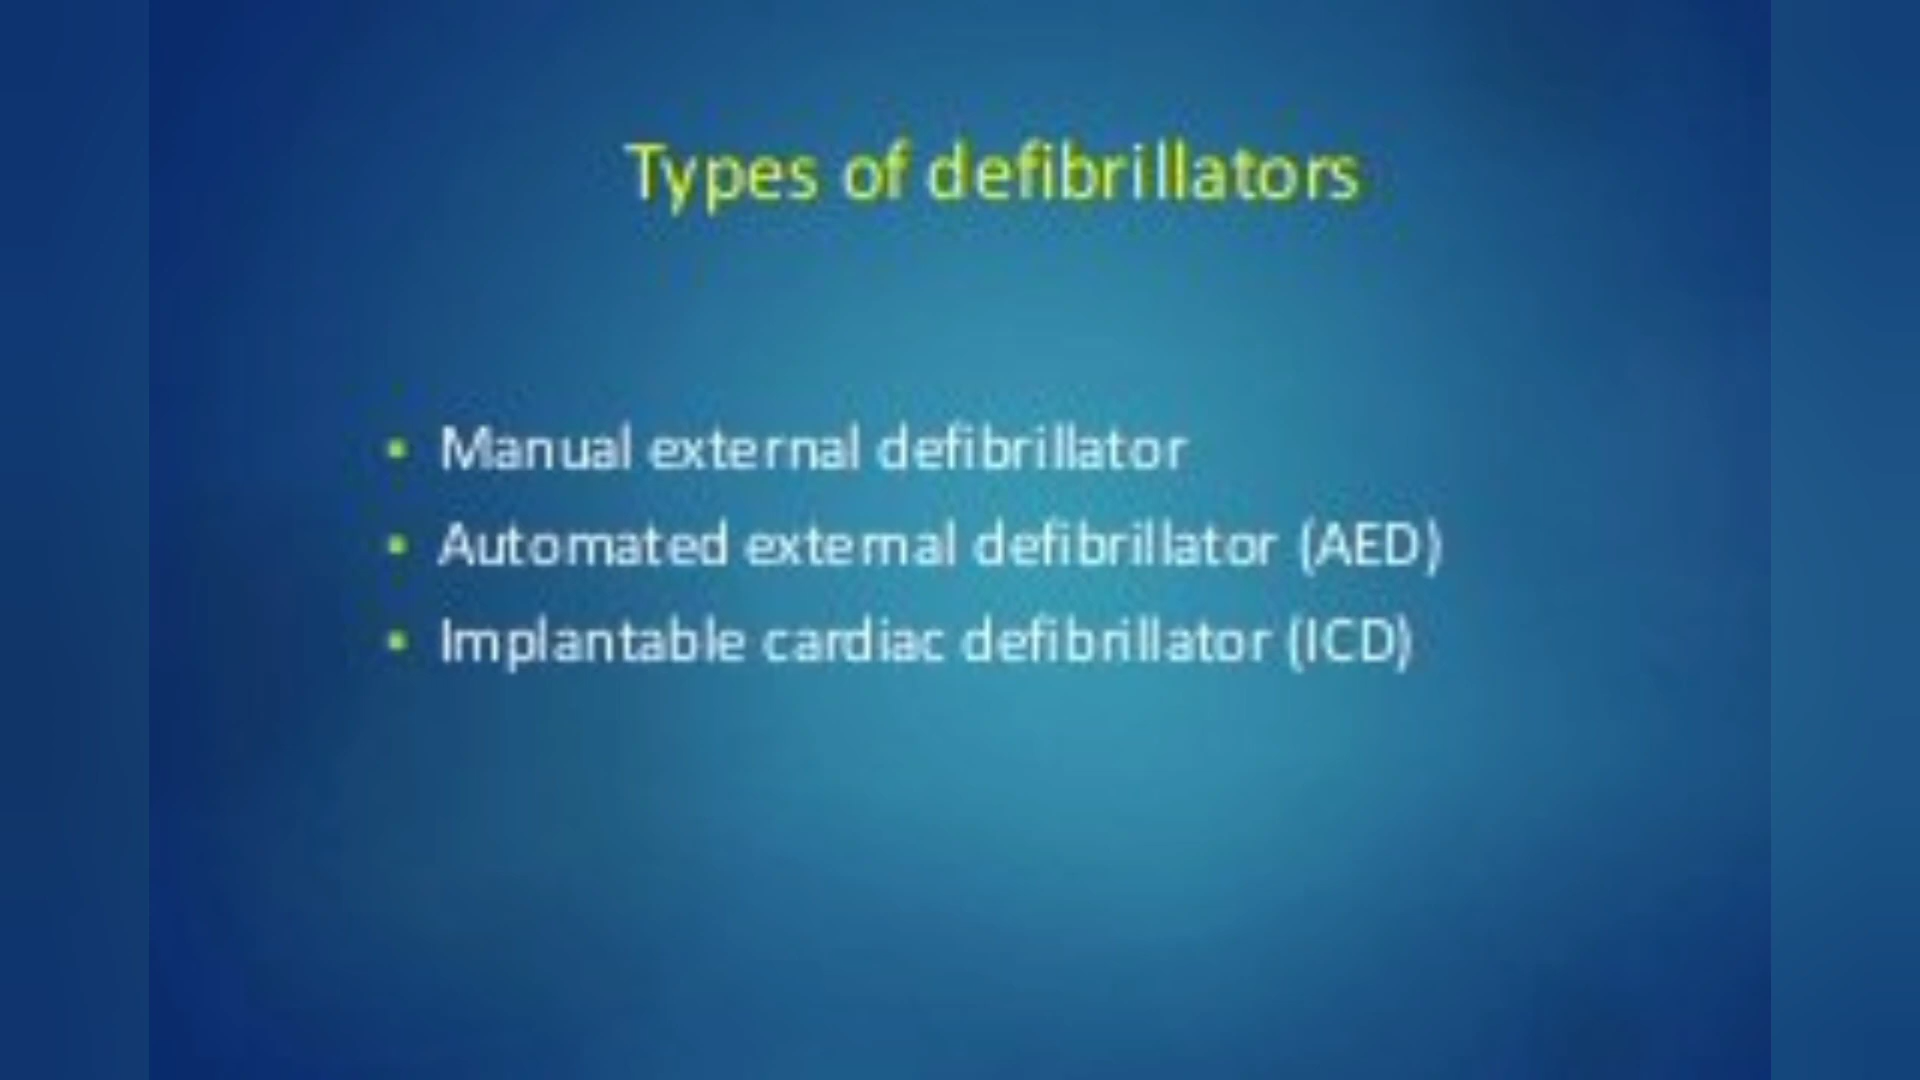 Types of defibrillators
• Manual external defibrillator
• Automated external defibrillator (AED)
• Implantable cardiac defibrillator (ICD)